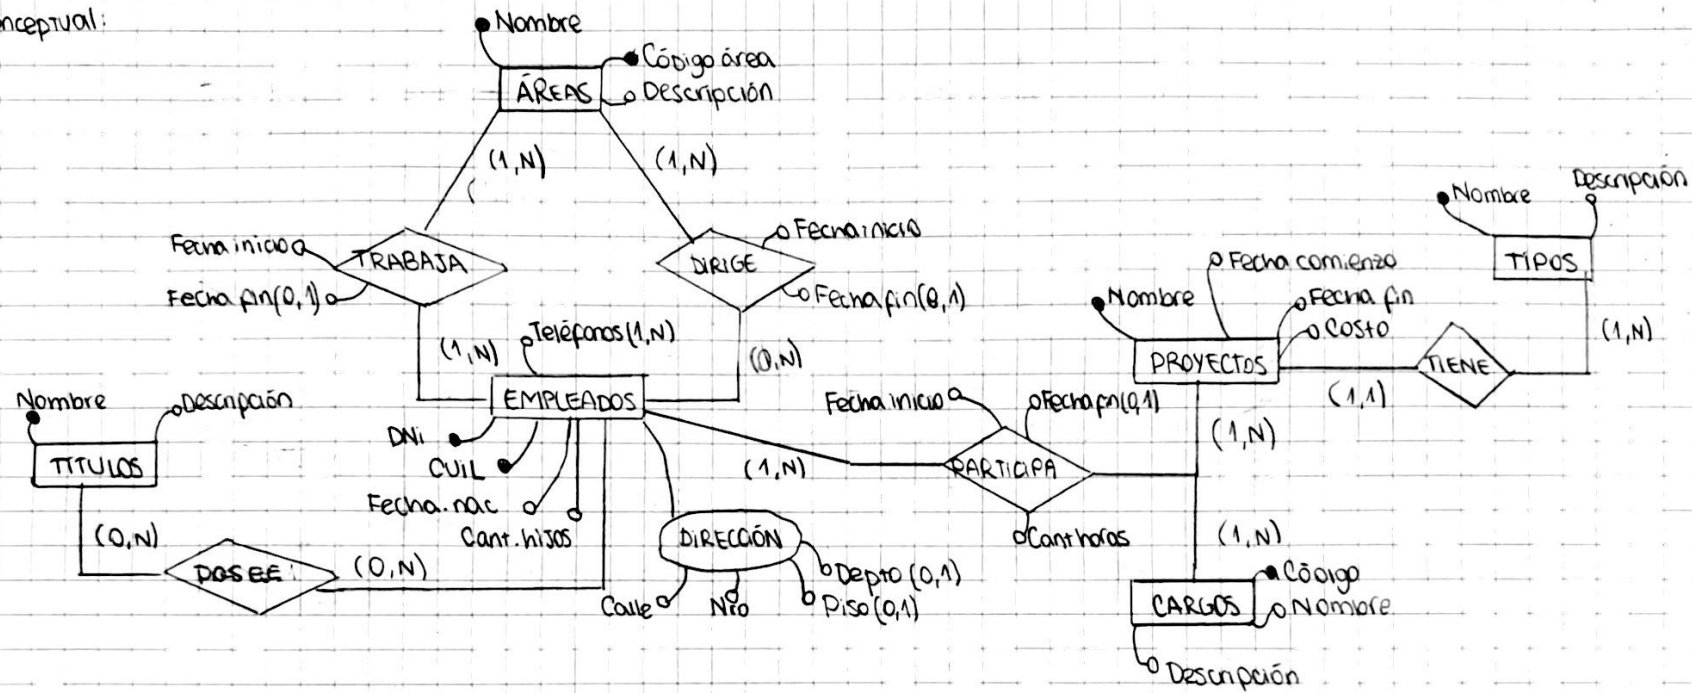 nceptual:
Nombre
Código área
ÁREAS
Descripción
(1,N)
(1,N)
Nombre
Descripción
TIPOS
Fecha inicio
TRABAJA
Fecha fin(0,1)
Fecha inicio
DIRIGE
Fecha fin(0,1)
Fecha comienzo
Nombre
Fecha fin
Costo
PROYECTOS
(1,1)
TIENE
(1,N)
(1,N)
Teléfonos(1,N)
(0,N)
EMPLEADOS
DNi
CUIL
Fecha.nac
Cant.hijos
Nombre
Descripción
TITULOS
(0,N)
POSEE
(0,N)
DIRECCIÓN
Calle
Nro
Depto(0,1)
Piso(0,1)
(1,N)
Fecha inicio
Fecha fin(0,1)
PARTICIPA
Cant horas
(1,N)
(1,N)
Código
CARGOS
Nombre
Descripción